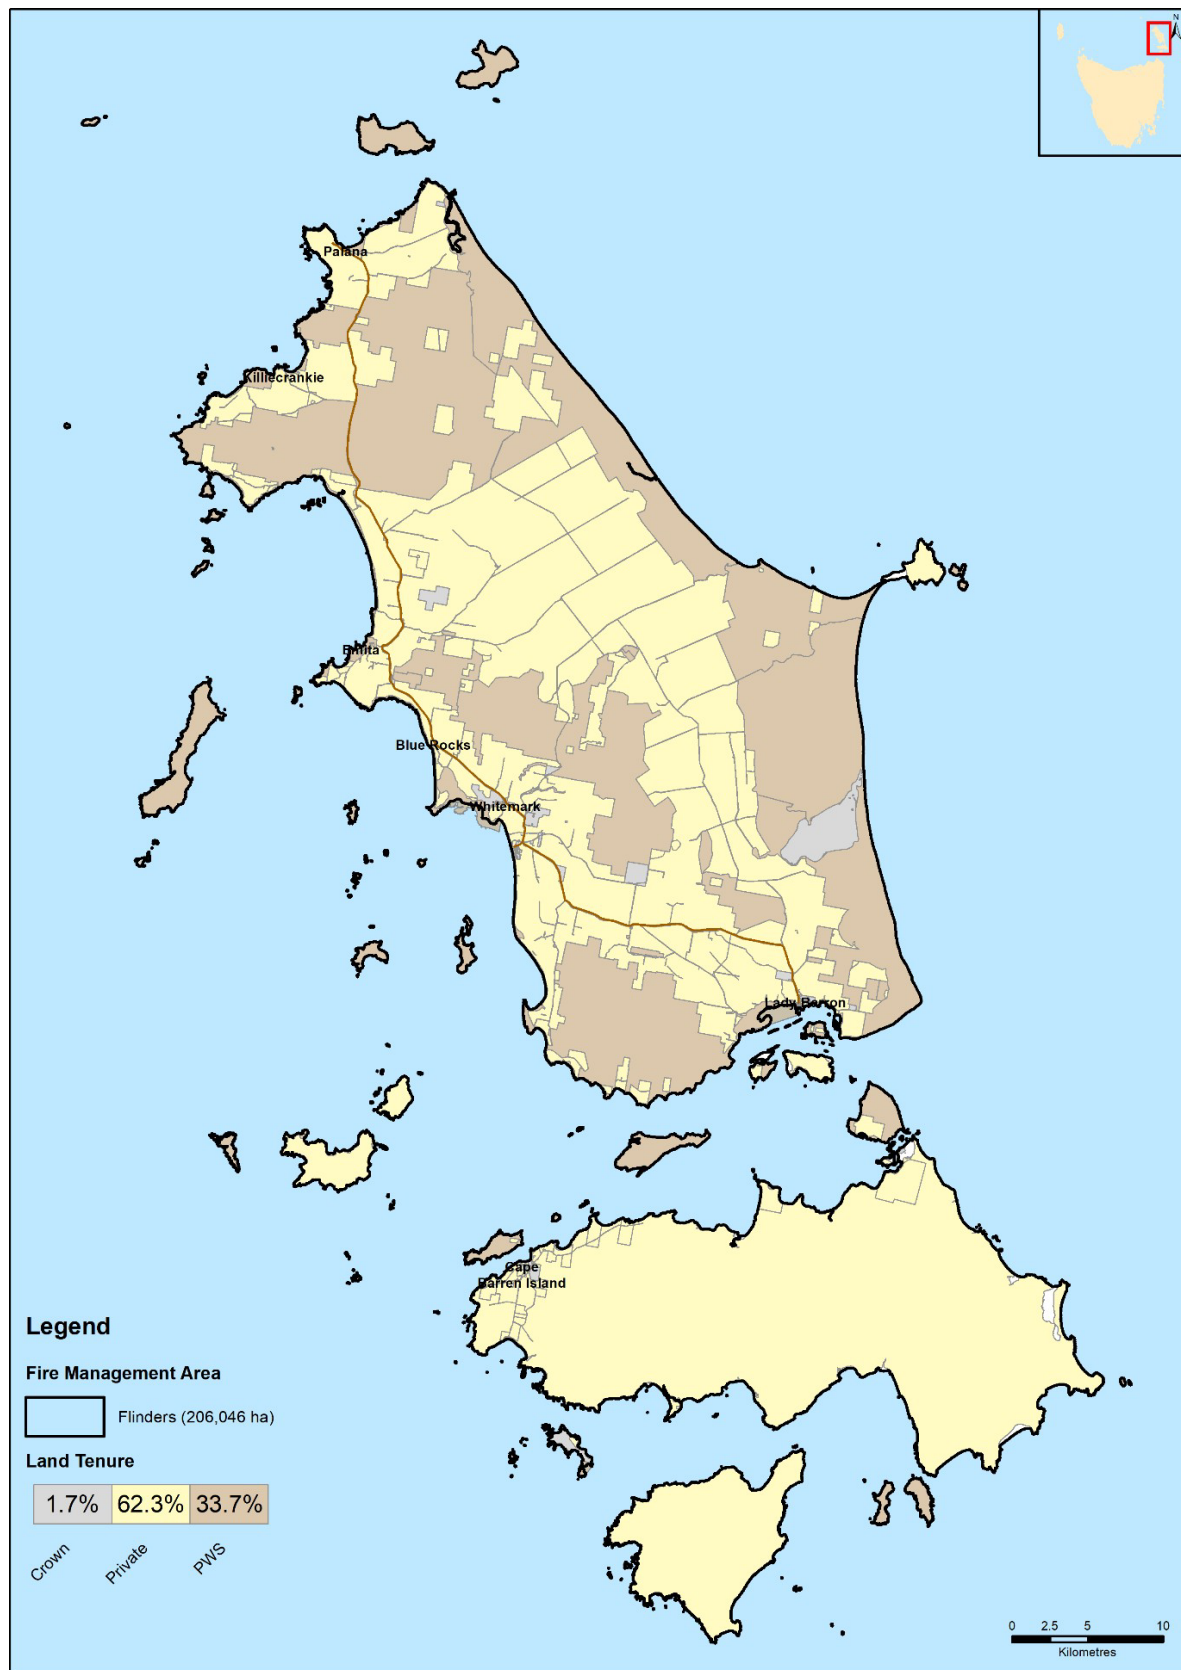 N
Palana
Killiecrankie
Emita
Blue Rocks
Whitemark
Lady Barron
Cape
Barren Island
Legend
Fire Management Area
Flinders (206,046 ha)
Land Tenure
1.7% 62.3% 33.7%
Crown Private PWS
0 2.5 5 10
Kilometres